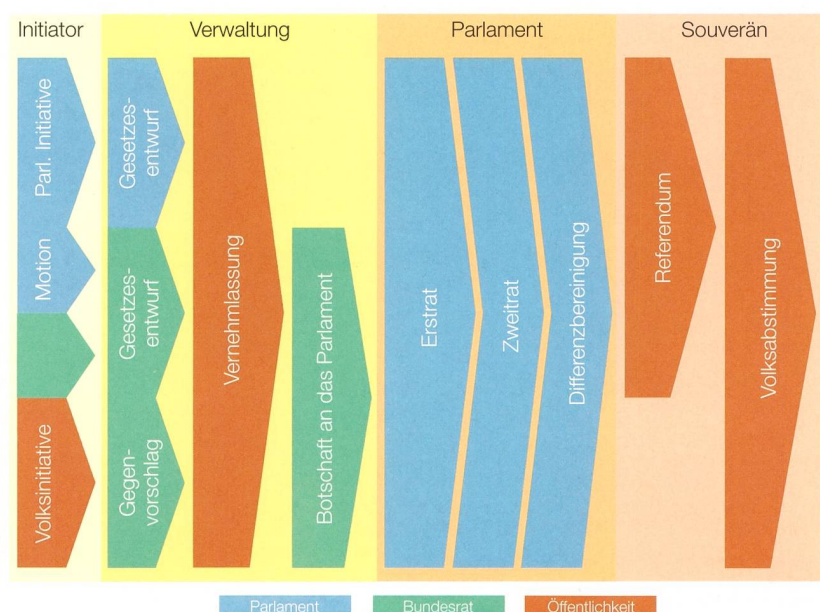 Initiator
Verwaltung
Parlament
Souverän
Parl. Initiative
Motion
Volksinitiative
Gesetzes-
entwurf
Gesetzes-
entwurf
Gegen-
vorschlag
Vernehmlassung
Botschaft an das Parlament
Erstrat
Zweitrat
Differenzbereinigung
Referendum
Volksabstimmung
Parlament
Bundesrat
Öffentlichkeit